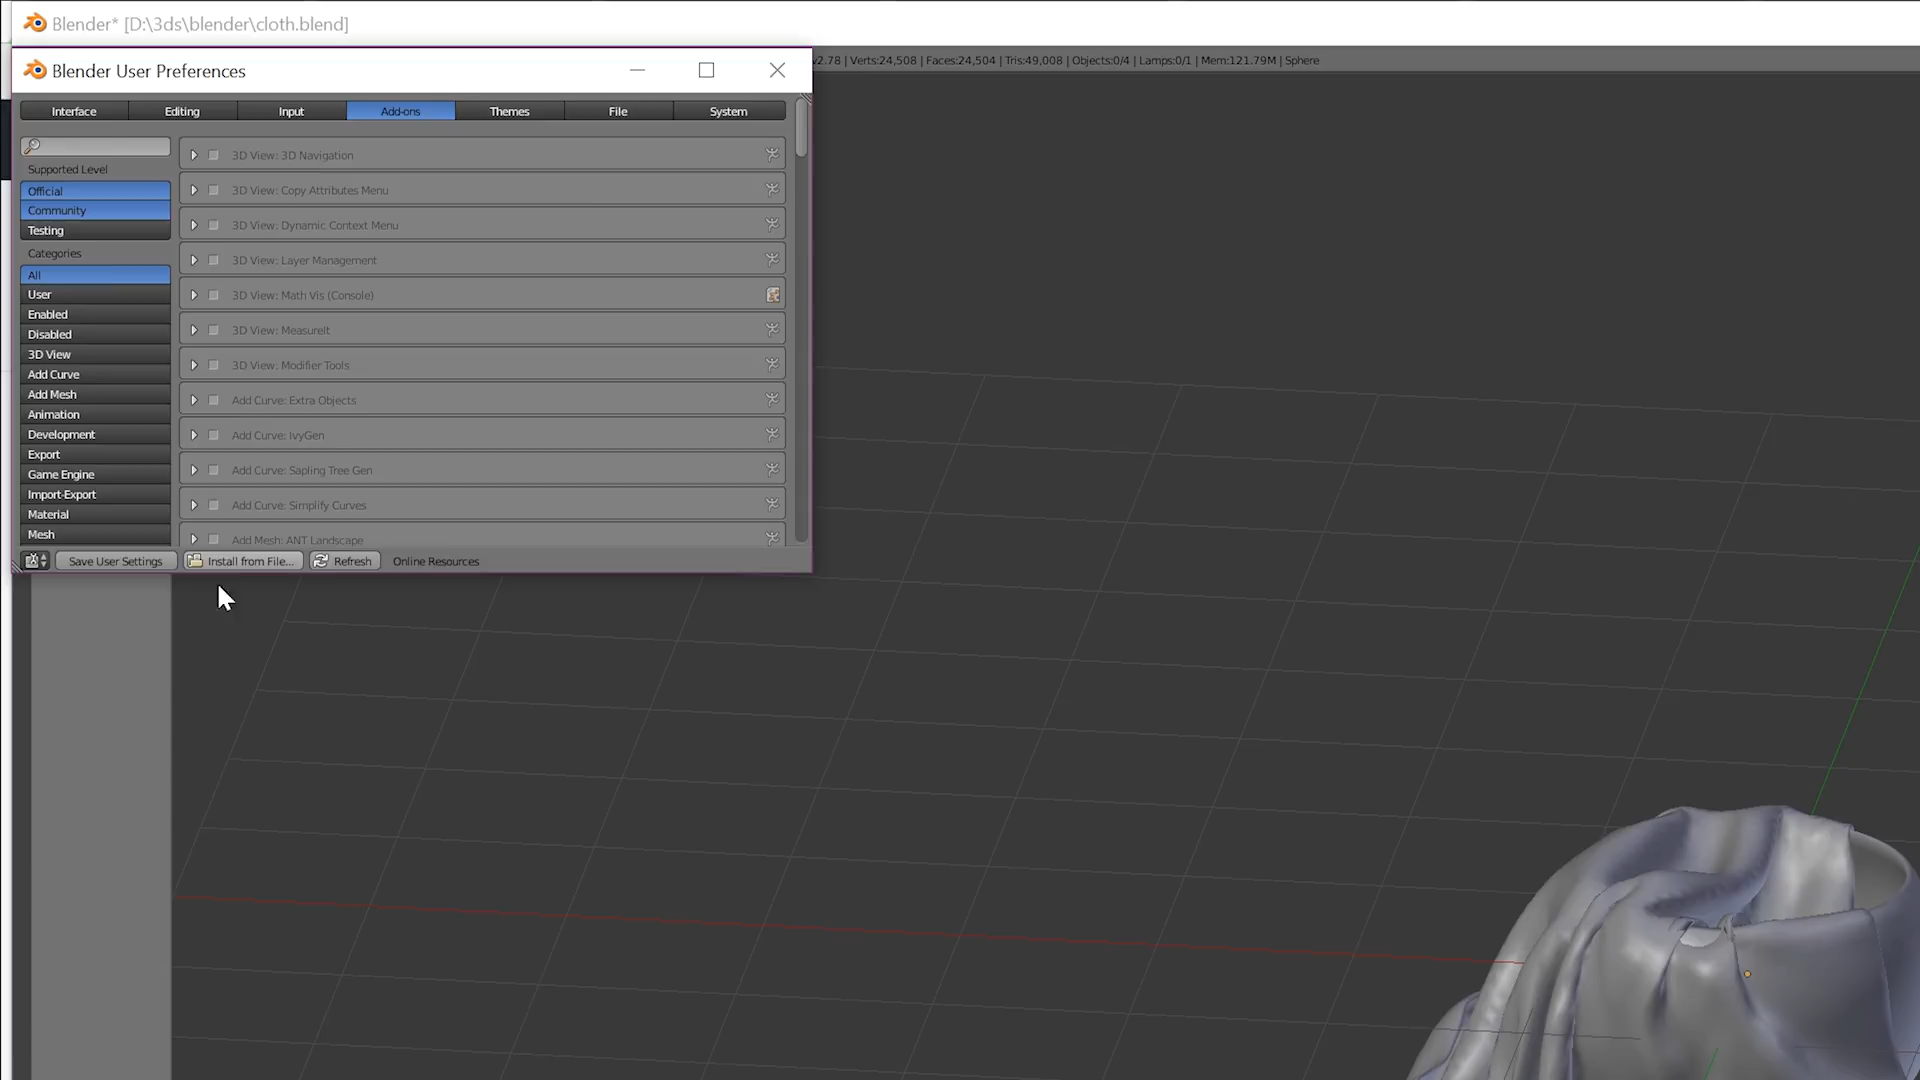 Blender* [D:\3ds\blender\cloth.blend]
Blender User Preferences
v2.78 | Verts:24,508 | Faces:24,504 | Tris:49,008 | Objects:0/4 | Lamps:0/1 | Mem:121.79M | Sphere
Interface Editing Input Add-ons Themes File System
Supported Level
Official
Community
Testing
Categories
All
User
Enabled
Disabled
3D View
Add Curve
Add Mesh
Animation
Development
Export
Game Engine
Import-Export
Material
Mesh
3D View: 3D Navigation
3D View: Copy Attributes Menu
3D View: Dynamic Context Menu
3D View: Layer Management
3D View: Math Vis (Console)
3D View: MeasureIt
3D View: Modifier Tools
Add Curve: Extra Objects
Add Curve: IvyGen
Add Curve: Sapling Tree Gen
Add Curve: Simplify Curves
Add Mesh: ANT Landscape
Save User Settings Install from File... Refresh Online Resources